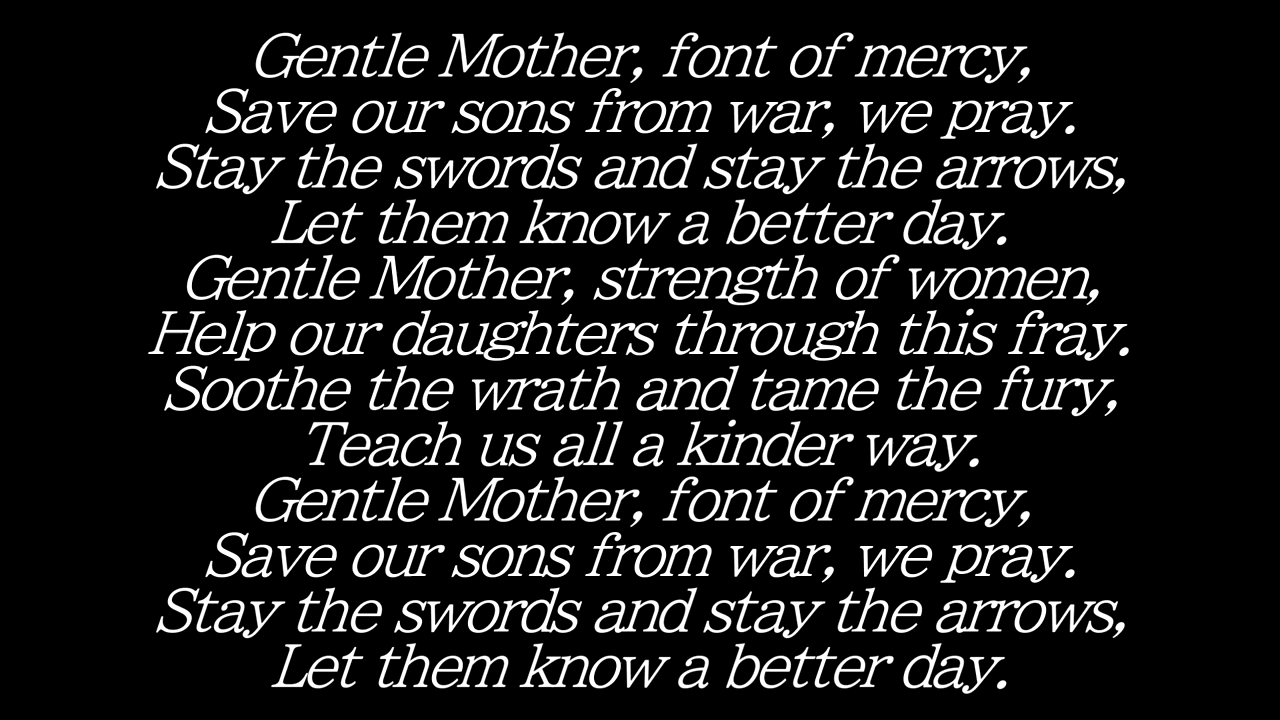 Gentle Mother, font of mercy,
Save our sons from war, we pray.
Stay the swords and stay the arrows,
Let them know a better day.
Gentle Mother, strength of women,
Help our daughters through this fray.
Soothe the wrath and tame the fury,
Teach us all a kinder way.
Gentle Mother, font of mercy,
Save our sons from war, we pray.
Stay the swords and stay the arrows,
Let them know a better day.